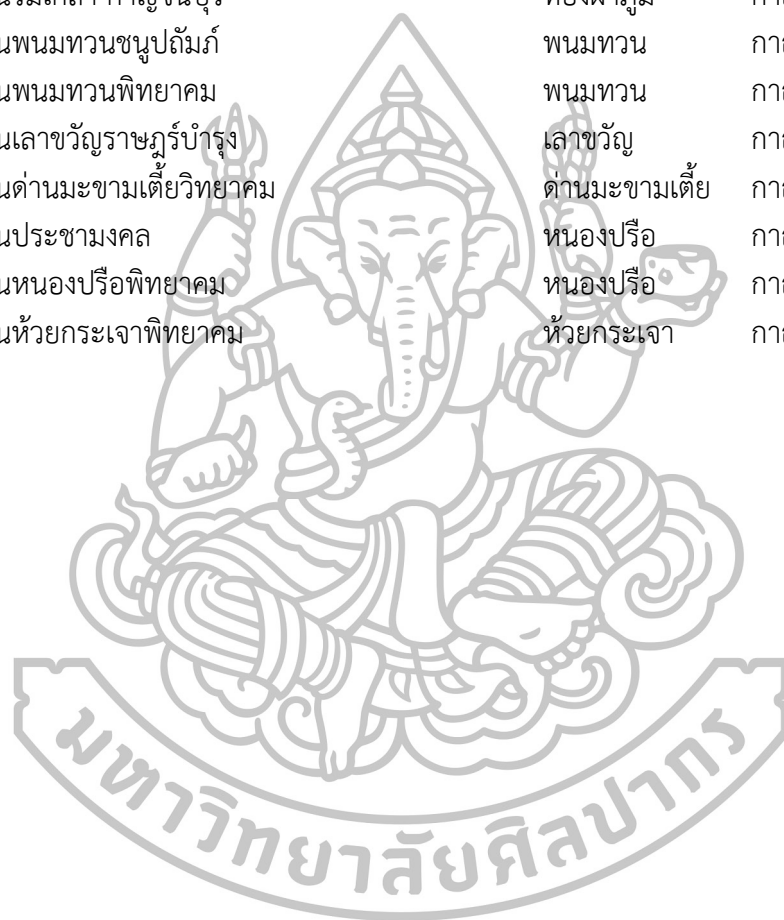 นพนมทวนชนูปถัมภ์ พนมทวน กา
นพนมทวนพิทยาคม พนมทวน กา
นเลาขวัญราษฎร์บำรุง เลาขวัญ กา
นด่านมะขามเตี้ยวิทยาคม ด่านมะขามเตี้ย กา
นประชามงคล หนองปรือ กา
นหนองปรือพิทยาคม หนองปรือ กา
นห้วยกระเจาพิทยาคม ห้วยกระเจา กา
มหาวิทยาลัยศิลปากร